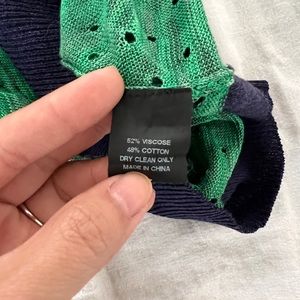 52% VISCOSE
48% COTTON
DRY CLEAN ONLY
MADE IN CHINA